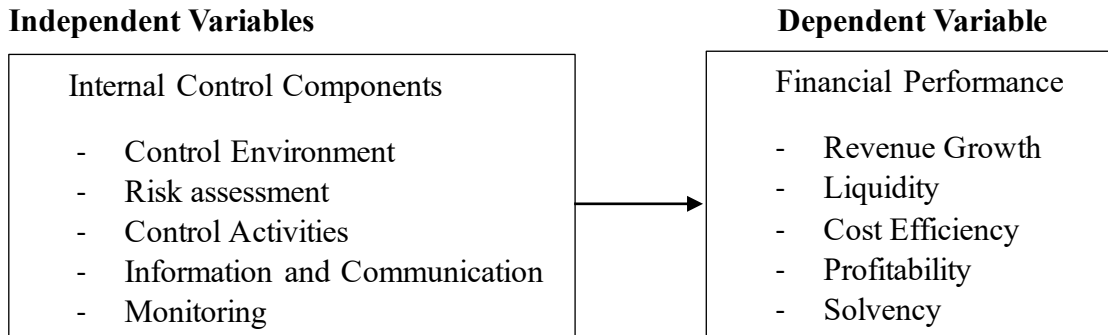 Independent Variables
Dependent Variable
Internal Control Components
- Control Environment
- Risk assessment
- Control Activities
- Information and Communication
- Monitoring
Financial Performance
- Revenue Growth
- Liquidity
- Cost Efficiency
- Profitability
- Solvency